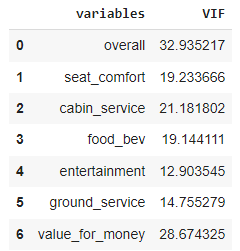 variables VIF
0 overall 32.935217
1 seat_comfort 19.233666
2 cabin_service 21.181802
3 food_bev 19.144111
4 entertainment 12.903545
5 ground_service 14.755279
6 value_for_money 28.674325